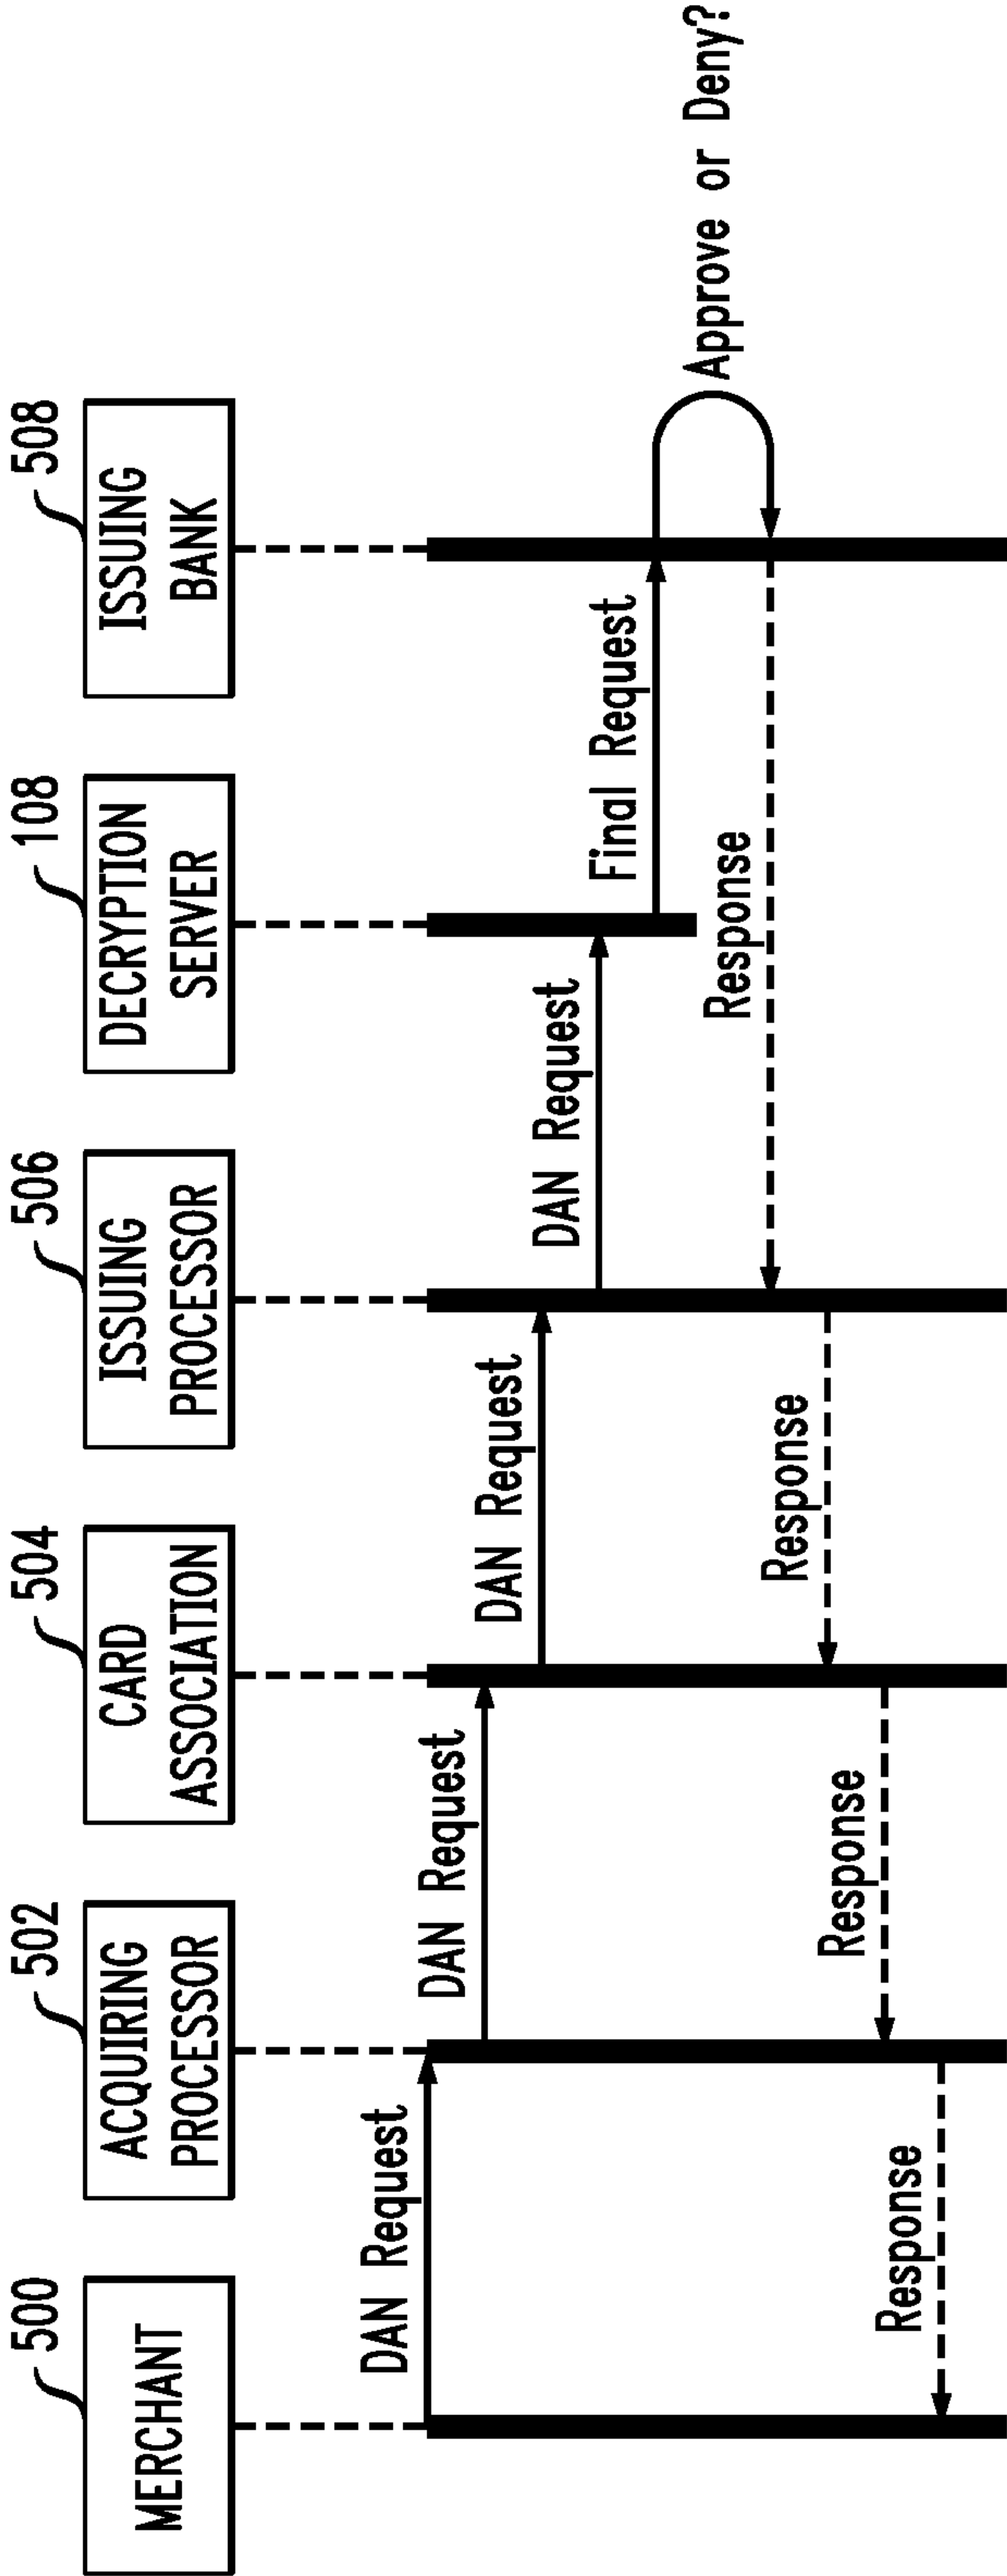 500
MERCHANT
502
ACQUIRING
PROCESSOR
504
CARD
ASSOCIATION
506
ISSUING
PROCESSOR
108
DECRYPTION
SERVER
508
ISSUING
BANK
DAN Request
DAN Request
DAN Request
DAN Request
Final Request
Approve or Deny?
Response
Response
Response
Response